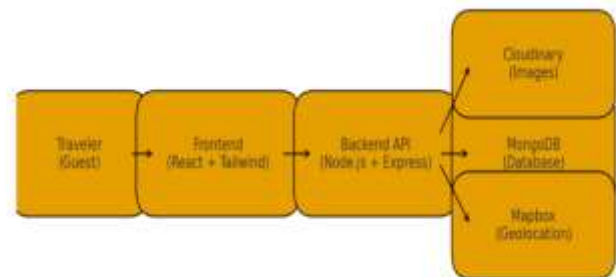 Traveler
(Guest)
Frontend
(React + Tailwind)
Backend API
(Node.js + Express)
Cloudinary
(Images)
MongoDB
(Database)
Mapbox
(Geolocation)